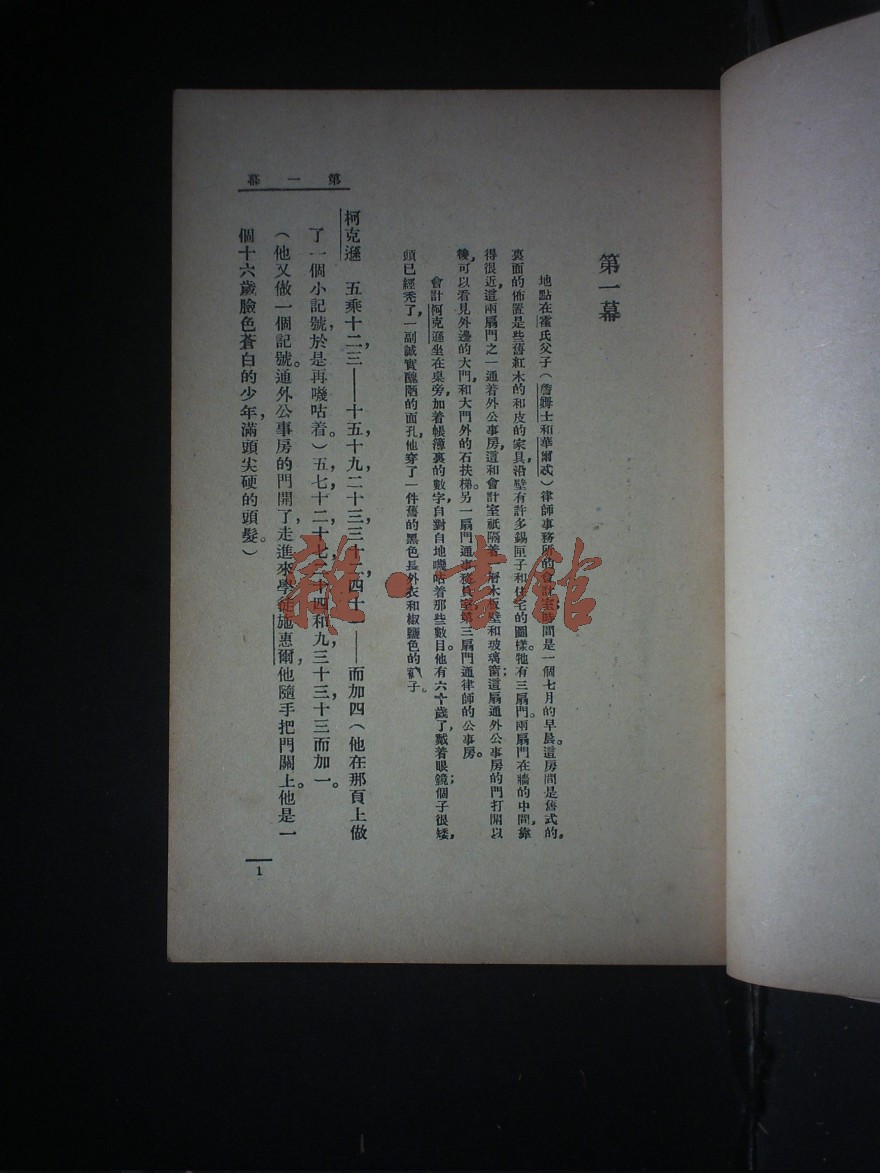 第一幕
地點在霍氏父子（詹姆士和華爾忒）律師事務所的會計室，時間是一個七月的早晨。這房間是舊式的，
裏面的佈置是些舊紅木的和皮的家具，沿壁有許多錫匣子和住宅的圖樣。牠有三扇門。兩扇門在牆的中間，靠
得很近，這兩扇門之一通着外公事房，這和會計室祇隔着一層木板壁和玻璃窗；這扇通外公事房的門打開以
後，可以看見外邊的大門和大門外的石扶梯。另一扇門通事務員室。第三扇門通律師的公事房。
會計柯克遜坐在桌旁，加着帳簿裏的數字，自對自地嘰咕着那些數目。他有六十歲了，戴着眼鏡；個子很矮，
頭已經禿了，一副誠實醜陋的面孔，他穿了一件舊的黑色長外衣和椒鹽色的子。
柯克遜　五乘十二，三——十五，十九，二十三，三十二，四十一——而加四（他在那頁上做
了一個小記號，於是再嘰咕着。）五，七，十二，十七，二十四和九，三十三，十三而加一。
（他又做一個記號。通外公事房的門開了，走進來學徒施惠爾，他隨手把門關上。他是一
個十六歲臉色蒼白的少年，滿頭尖硬的頭髮。）
第一幕
1
雜·書館